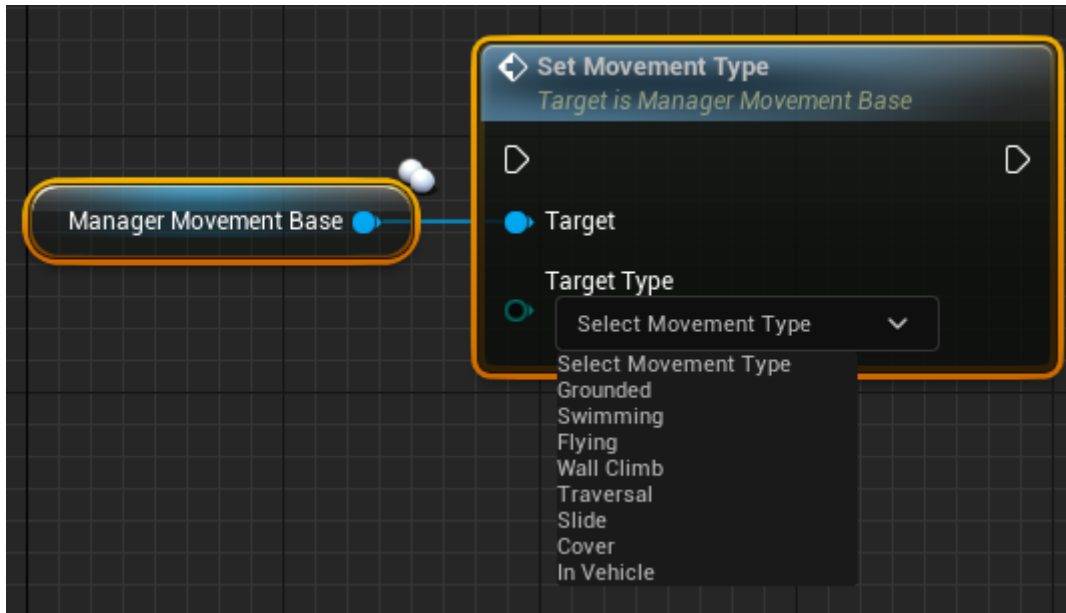 Set Movement Type
Target is Manager Movement Base
Manager Movement Base
Target
Target Type
Select Movement Type
Select Movement Type
Grounded
Swimming
Flying
Wall Climb
Traversal
Slide
Cover
In Vehicle